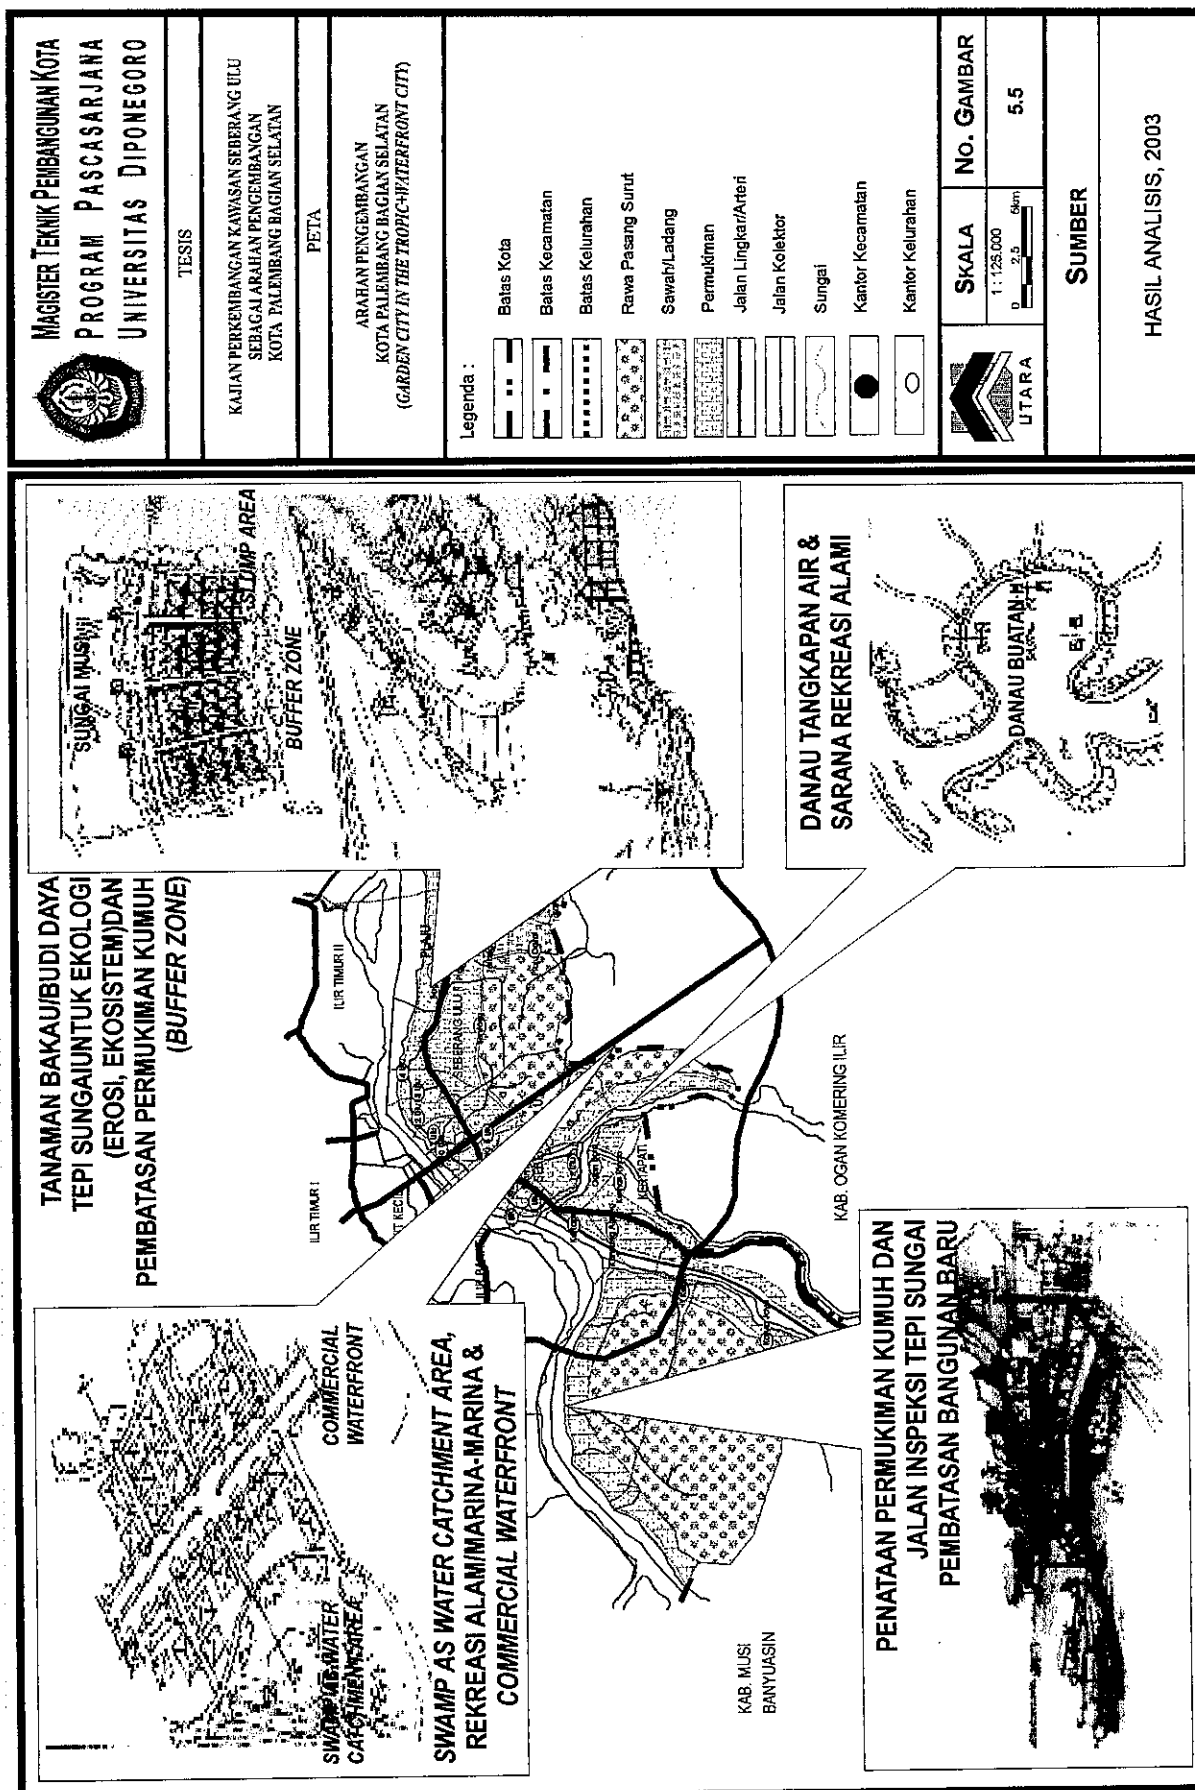 MAGISTER TEKNIK PEMBANGUNAN KOTA
PROGRAM PASCASARJANA
UNIVERSITAS DIPONEGORO
TESIS
KAJIAN PERKEMBANGAN KAWASAN SEBERANG ULU
SEBAGAI ARAHAN PENGEMBANGAN
KOTA PALEMBANG BAGIAN SELATAN
PETA
ARAHAN PENGEMBANGAN
KOTA PALEMBANG BAGIAN SELATAN
(GARDEN CITY IN THE TROPIC+WATERFRONT CITY)
Legenda :
Batas Kota
Batas Kecamatan
Batas Kelurahan
Rawa Pasang Surut
Sawah/Ladang
Permukiman
Jalan Lingkar/Arteri
Jalan Kolektor
Sungai
Kantor Kecamatan
Kantor Kelurahan
UTARA
SKALA
1 : 125.000
0 2,5 5km
No. GAMBAR
5.5
SUMBER
HASIL ANALISIS, 2003
TANAMAN BAKAU/BUDI DAYA
TEPI SUNGAIUNTUK EKOLOGI
(EROSI, EKOSISTEM)DAN
PEMBATASAN PERMUKIMAN KUMUH
(BUFFER ZONE)
SUNGAI MUSI
SLUMP AREA
BUFFER ZONE
COMMERCIAL
WATERFRONT
SWAMP AS WATER
CATCHMENT AREA
SWAMP AS WATER CATCHMENT AREA,
REKREASI ALAM/MARINA-MARINA &
COMMERCIAL WATERFRONT
ILIR TIMUR I
ILIR TIMUR II
PLAJU
SEBERANG ULU
KERTAPATI
KAB. OGAN KOMERING ILIR
KAB. MUSI
BANYUASIN
DANAU TANGKAPAN AIR &
SARANA REKREASI ALAMI
DANAU BUATAN
PENATAAN PERMUKIMAN KUMUH DAN
JALAN INSPEKSI TEPI SUNGAI
PEMBATASAN BANGUNAN BARU